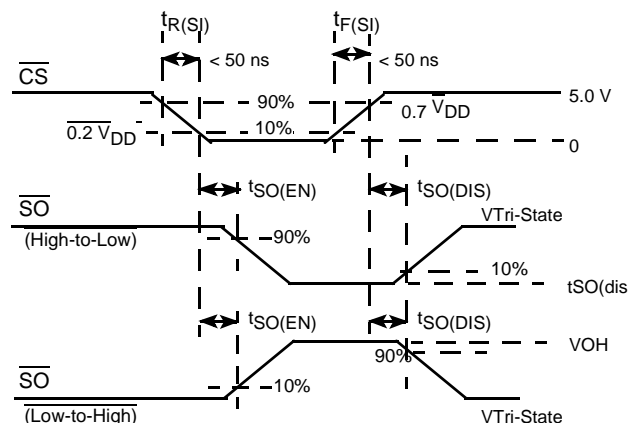 tR(SI) tF(SI)
< 50 ns < 50 ns
CS
90% 0.7 VDD 5.0 V
0.2 VDD 10%
0
tSO(EN) tSO(DIS)
SO VTri-State
(High-to-Low) 90%
10%
tSO(dis
tSO(EN) tSO(DIS)
VOH
90%
SO
10%
(Low-to-High) VTri-State